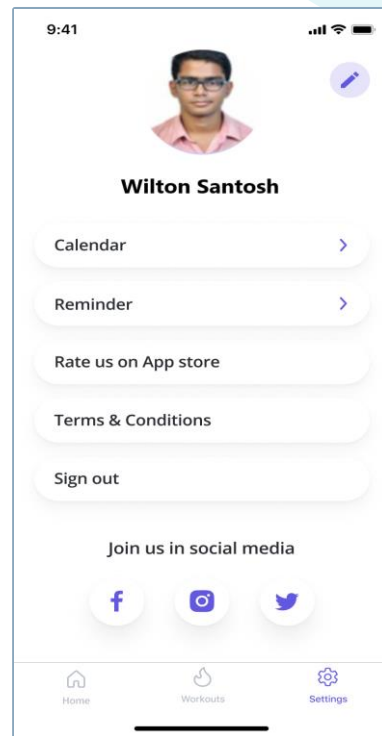 9:41
Wilton Santosh
Calendar
Reminder
Rate us on App store
Terms & Conditions
Sign out
Join us in social media
Home Workouts Settings